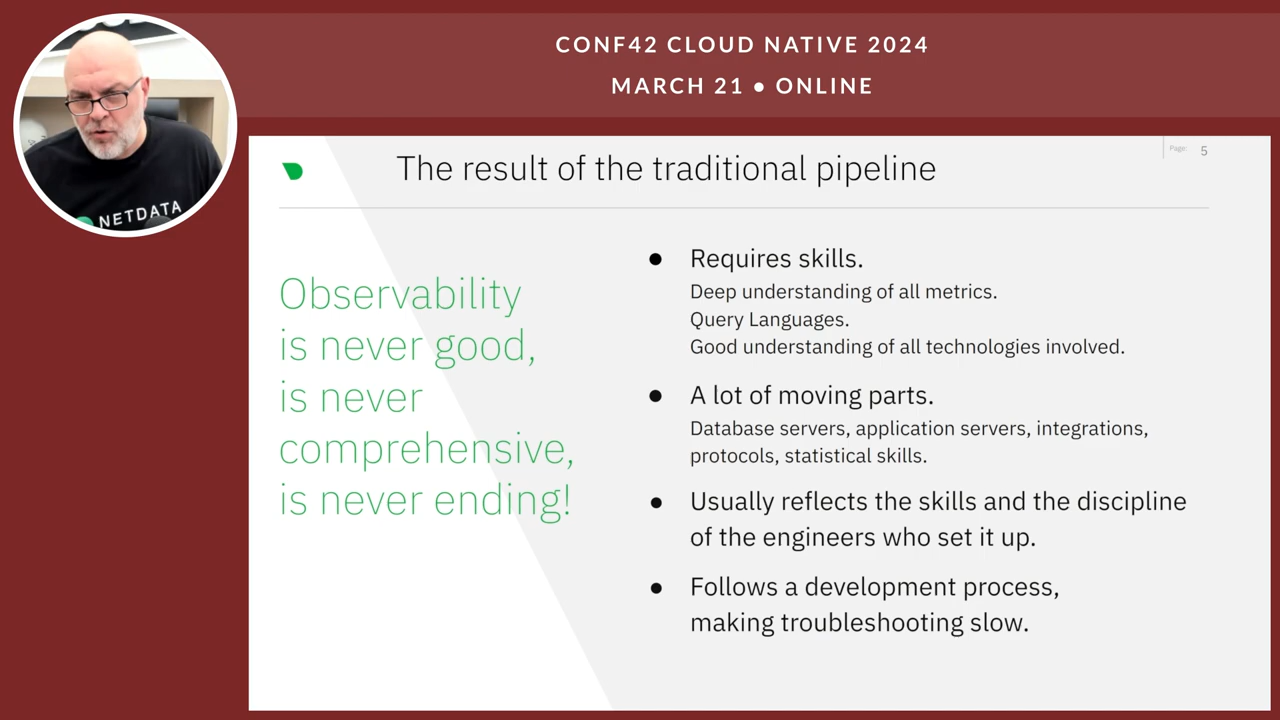 CONF42 CLOUD NATIVE 2024
MARCH 21 • ONLINE
NETDATA
The result of the traditional pipeline
Page: 5
Observability
is never good,
is never
comprehensive,
is never ending!
● Requires skills.
Deep understanding of all metrics.
Query Languages.
Good understanding of all technologies involved.
● A lot of moving parts.
Database servers, application servers, integrations,
protocols, statistical skills.
● Usually reflects the skills and the discipline
of the engineers who set it up.
● Follows a development process,
making troubleshooting slow.